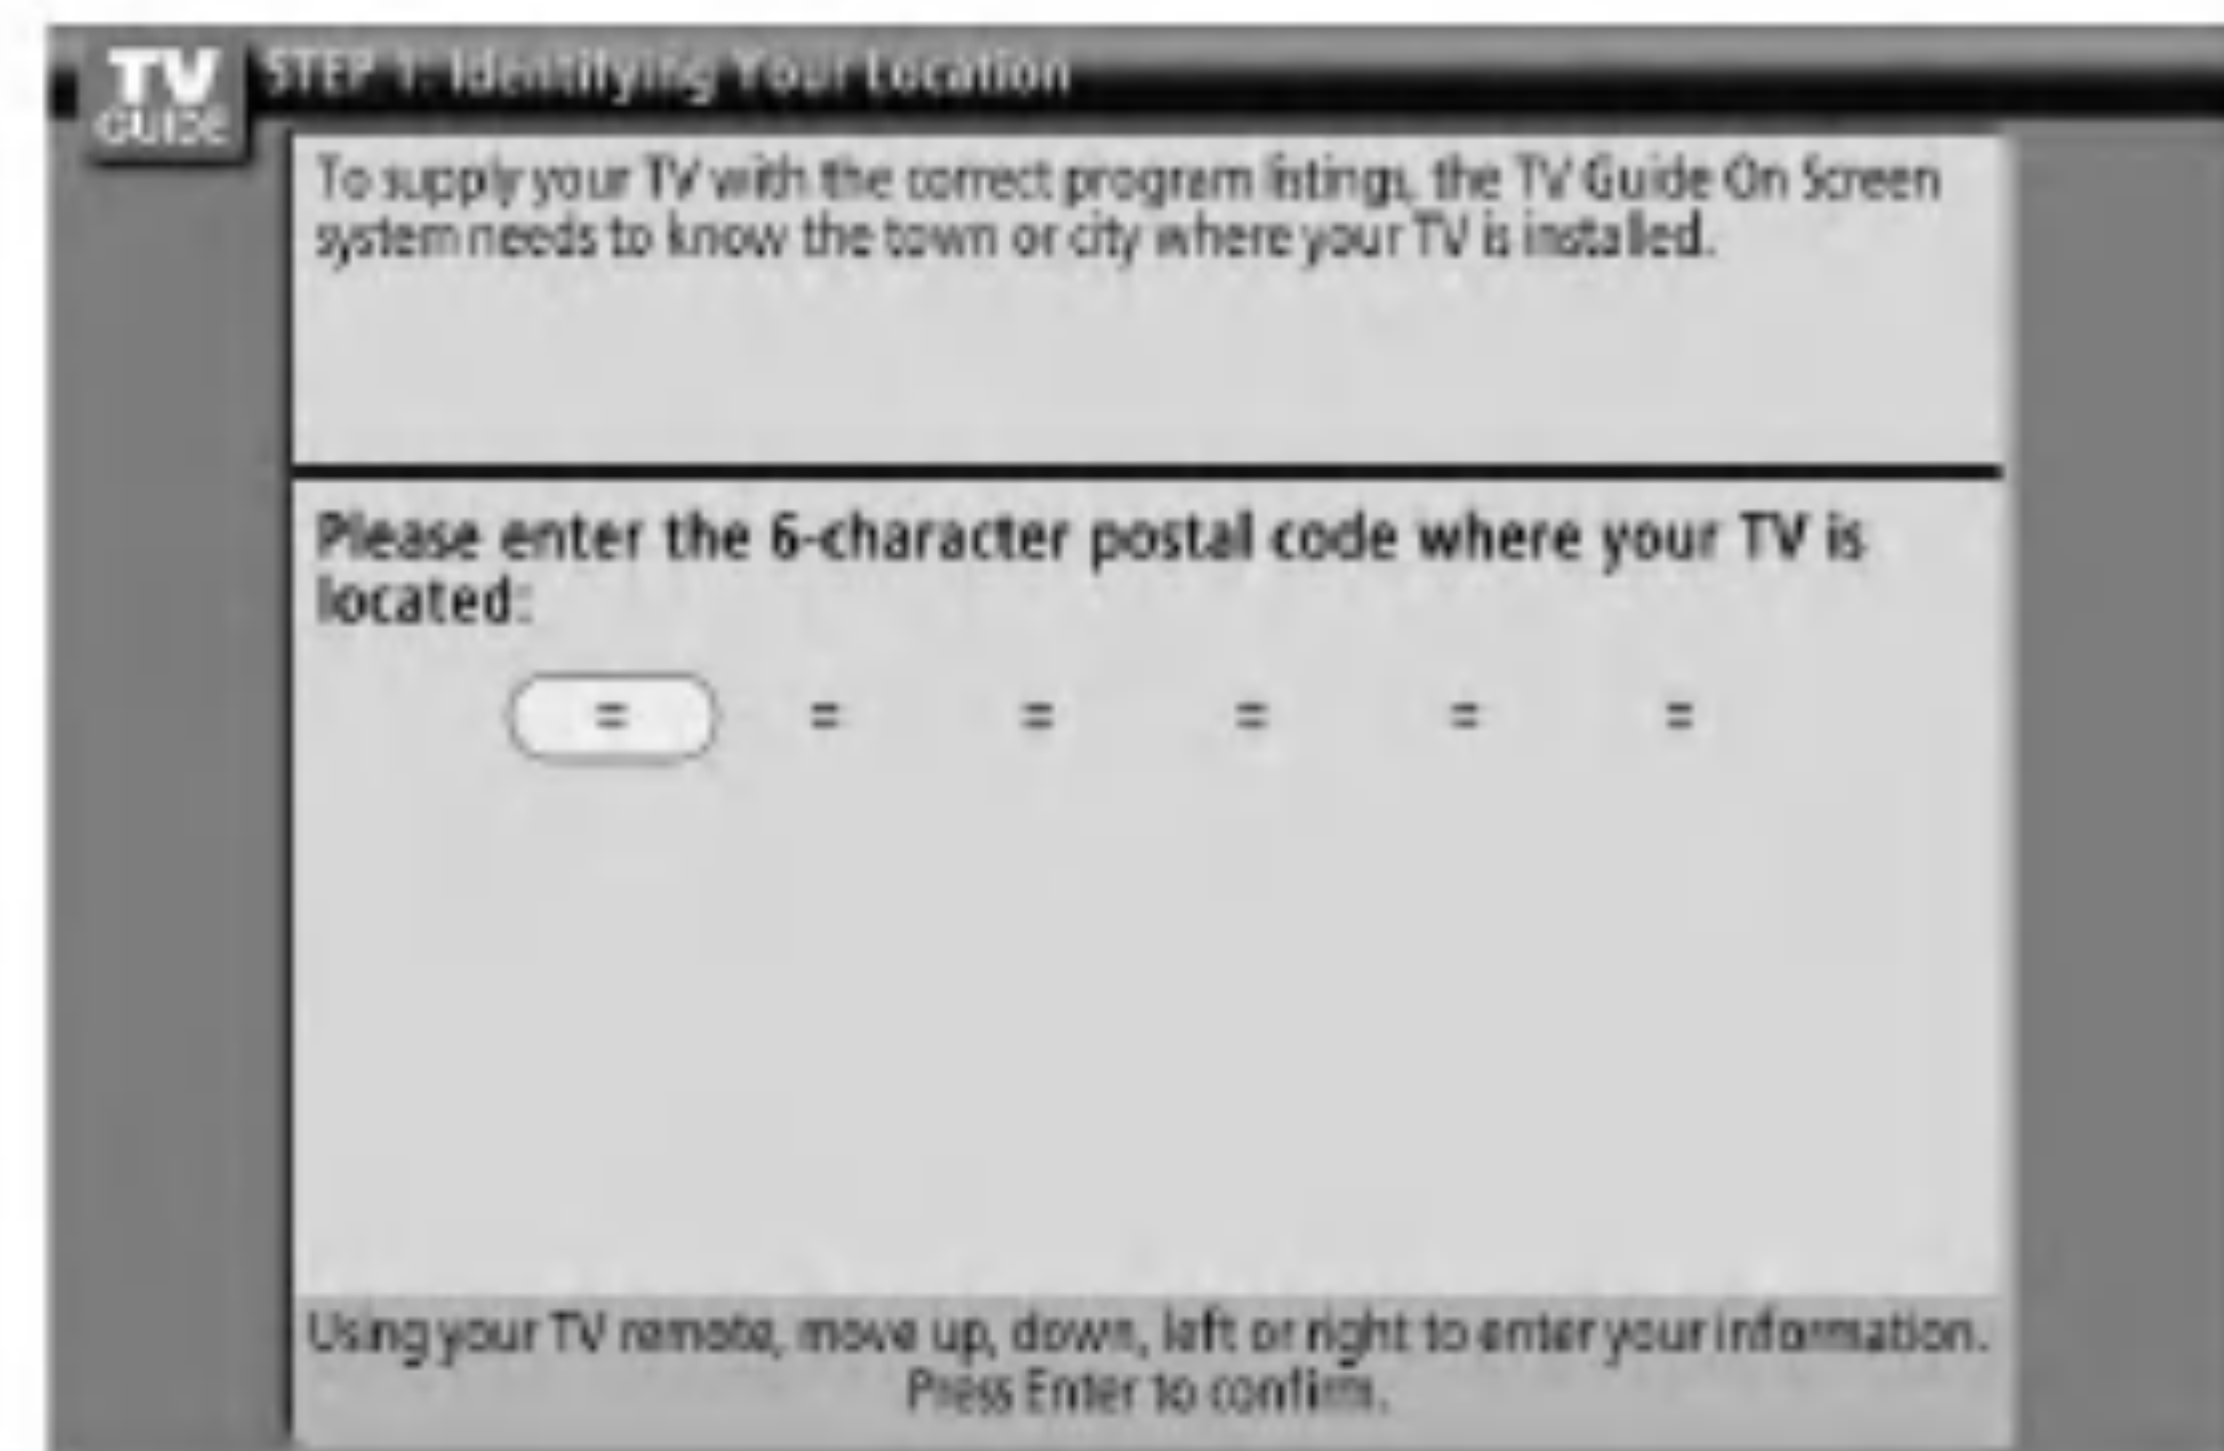 TV
GUIDE
STEP 1: Identifying Your Location
To supply your TV with the correct program listings, the TV Guide On Screen
system needs to know the town or city where your TV is installed.
Please enter the 6-character postal code where your TV is
located:
= = = = = =
Using your TV remote, move up, down, left or right to enter your information.
Press Enter to confirm.